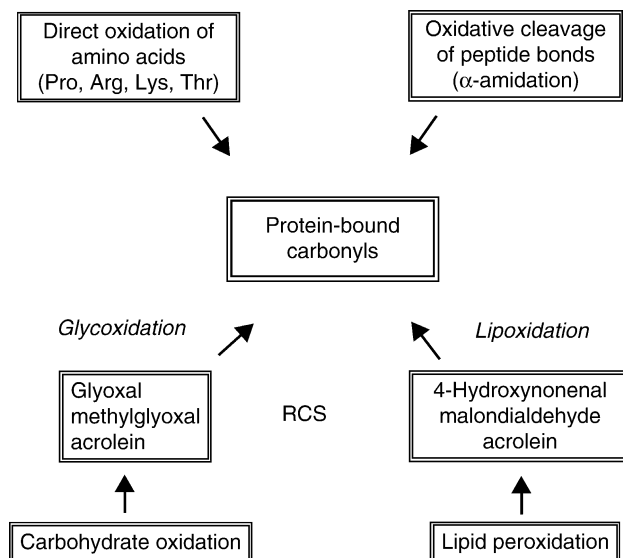 Direct oxidation of
amino acids
(Pro, Arg, Lys, Thr)
Oxidative cleavage
of peptide bonds
(α-amidation)
Protein-bound
carbonyls
Glycoxidation
Lipoxidation
Glyoxal
methylglyoxal
acrolein
RCS
4-Hydroxynonenal
malondialdehyde
acrolein
Carbohydrate oxidation
Lipid peroxidation